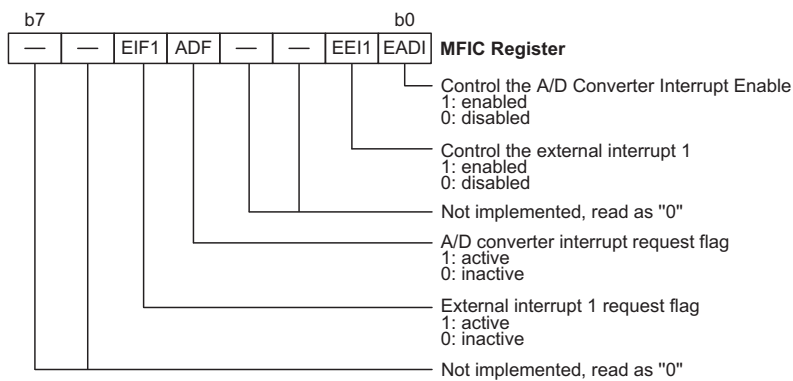 b7 b0
— — EIF1 ADF — — EEI1 EADI MFIC Register
Control the A/D Converter Interrupt Enable
1: enabled
0: disabled
Control the external interrupt 1
1: enabled
0: disabled
Not implemented, read as "0"
A/D converter interrupt request flag
1: active
0: inactive
External interrupt 1 request flag
1: active
0: inactive
Not implemented, read as "0"